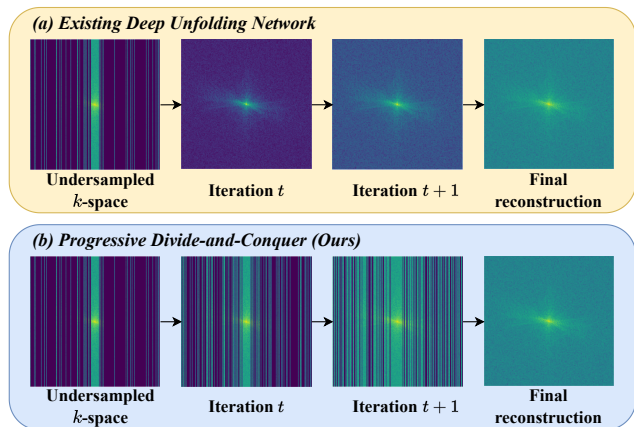 (a) Existing Deep Unfolding Network
Undersampled
k-space
Iteration t
Iteration t + 1
Final
reconstruction
(b) Progressive Divide-and-Conquer (Ours)
Undersampled
k-space
Iteration t
Iteration t + 1
Final
reconstruction